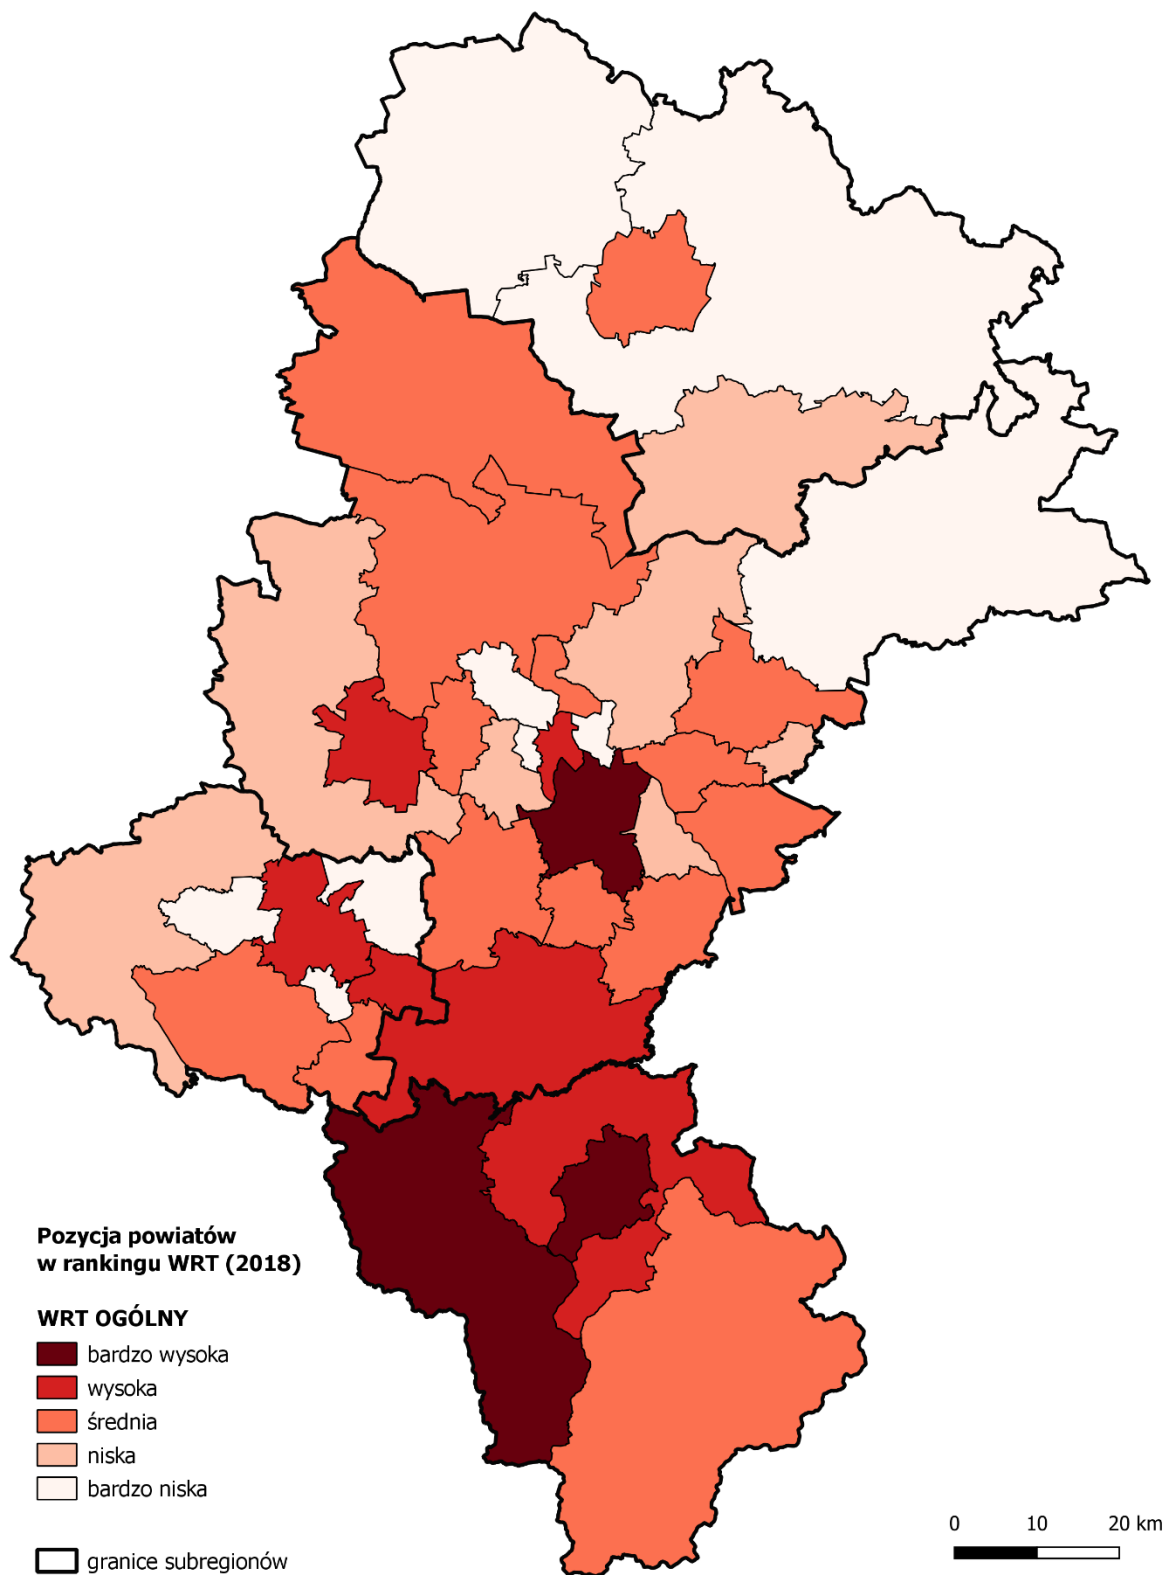 Pozycja powiatów
w rankingu WRT (2018)
WRT OGÓLNY
bardzo wysoka
wysoka
średnia
niska
bardzo niska
granice subregionów
0 10 20 km